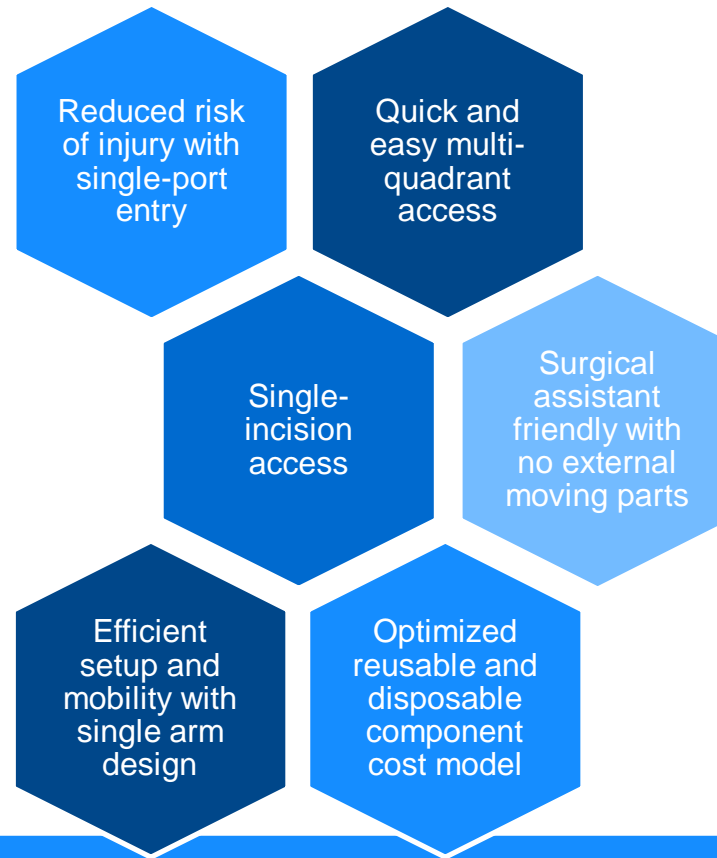 Reduced risk
of injury with
single-port
entry
Quick and
easy multi-
quadrant
access
Single-
incision
access
Surgical
assistant
friendly with
no external
moving parts
Efficient
setup and
mobility with
single arm
design
Optimized
reusable and
disposable
component
cost model